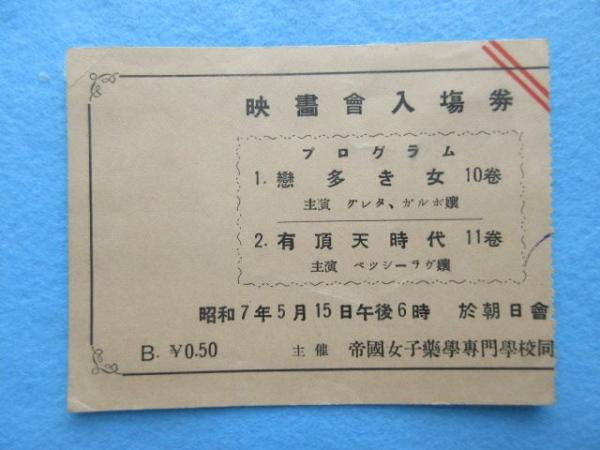 映畫會入場券
プログラム
1. 戀多き女 10巻
主演 グレタ、ガルボ孃
2. 有頂天時代 11巻
主演 ベツシーラヴ孃
昭和7年5月15日午後6時 於朝日會
B. ¥0.50 主催 帝國女子藥學專門學校同